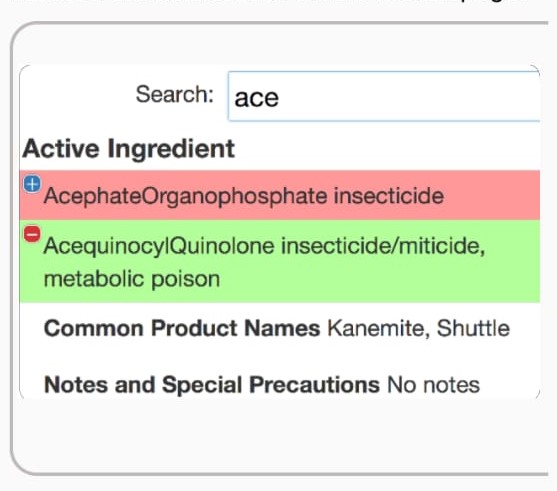 Search: ace
Active Ingredient
AcephateOrganophosphate insecticide
AcequinocylQuinolone insecticide/miticide,
metabolic poison
Common Product Names Kanemite, Shuttle
Notes and Special Precautions No notes